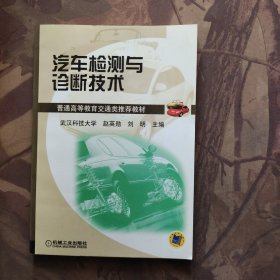 汽车检测与
诊断技术
普通高等教育交通类推荐教材
武汉科技大学 赵英勋 刘明 主编
机械工业出版社